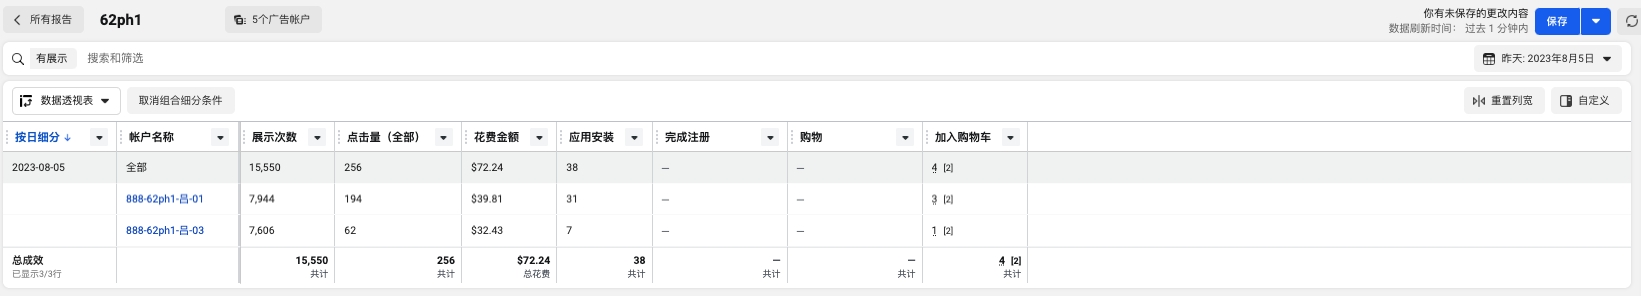 所有报告 62ph1 5个广告帐户 你有未保存的更改内容 保存
数据刷新时间： 过去 1 分钟内
有展示 搜索和筛选 昨天: 2023年8月5日
数据透视表 取消组合细分条件 重置列宽 自定义
按日细分 ↓ 帐户名称 展示次数 点击量（全部） 花费金额 应用安装 完成注册 购物 加入购物车
2023-08-05 全部 15,550 256 $72.24 38 — — 4 [2]
888-62ph1-吕-01 7,944 194 $39.81 31 — — 3 [2]
888-62ph1-吕-03 7,606 62 $32.43 7 — — 1 [2]
总成效 15,550 256 $72.24 38 — — 4 [2]
已显示3/3行 共计 共计 总花费 共计 共计 共计 共计